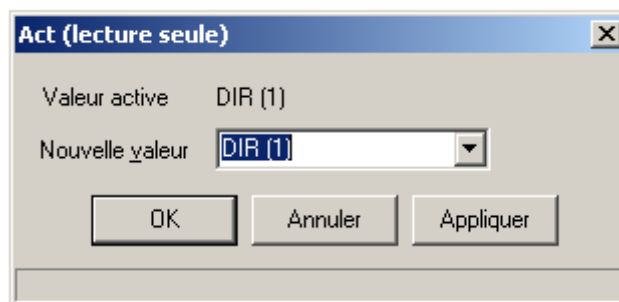 Act (lecture seule)
Valeur active DIR (1)
Nouvelle valeur DIR (1)
OK Annuler Appliquer